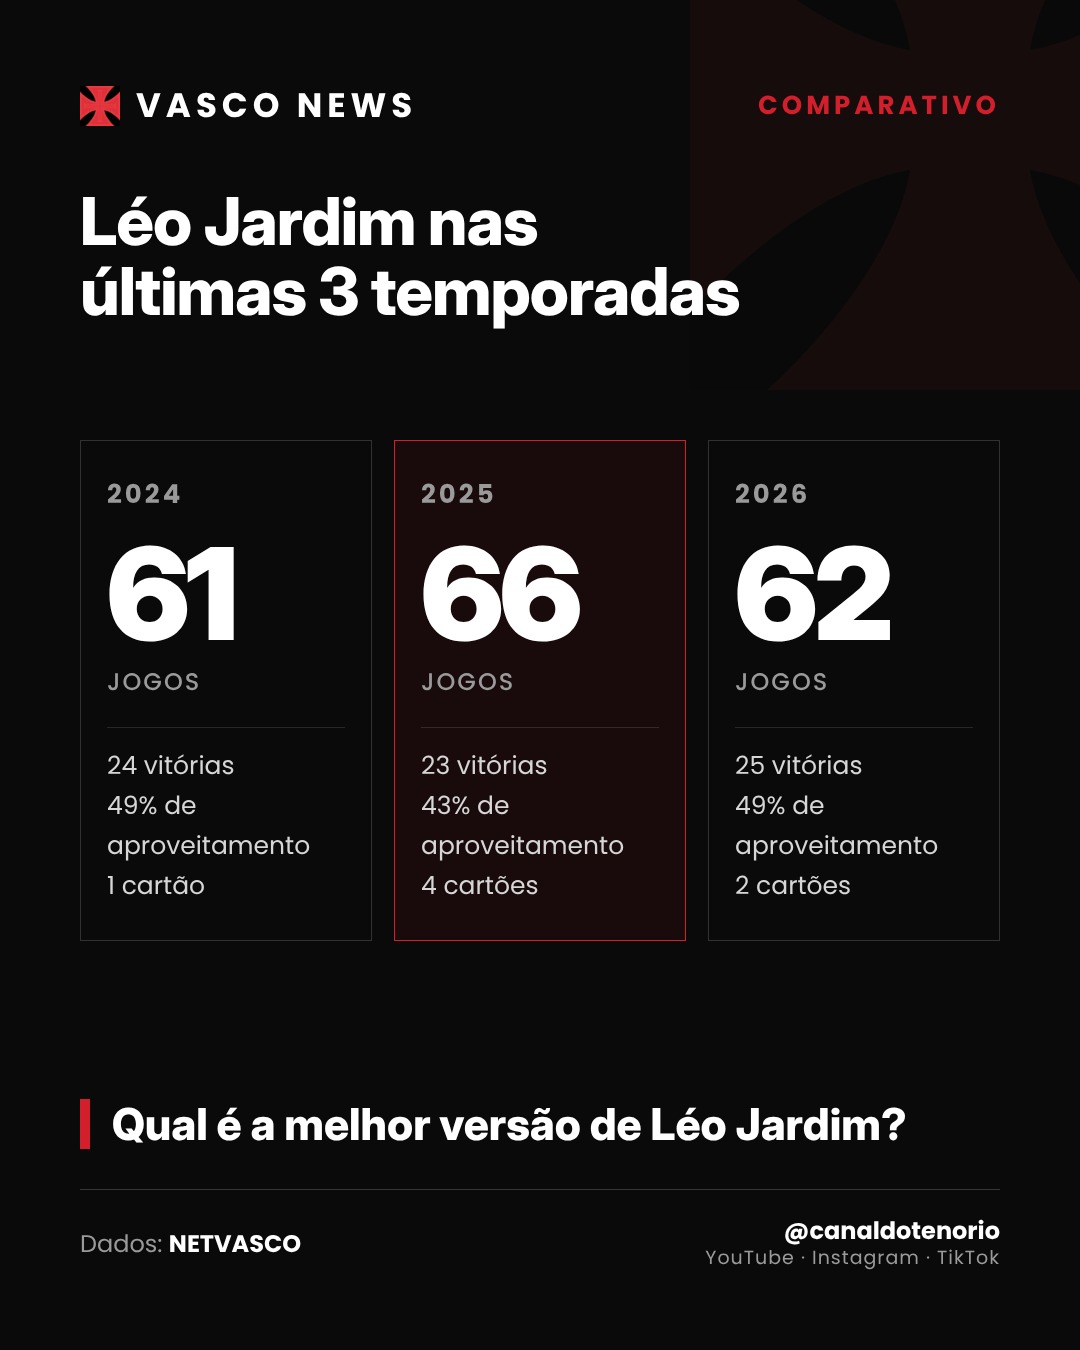 VASCO NEWS
COMPARATIVO
Léo Jardim nas
últimas 3 temporadas
2024
61
JOGOS
24 vitórias
49% de
aproveitamento
1 cartão
2025
66
JOGOS
23 vitórias
43% de
aproveitamento
4 cartões
2026
62
JOGOS
25 vitórias
49% de
aproveitamento
2 cartões
Qual é a melhor versão de Léo Jardim?
Dados: NETVASCO
@canaldotenorio
YouTube · Instagram · TikTok